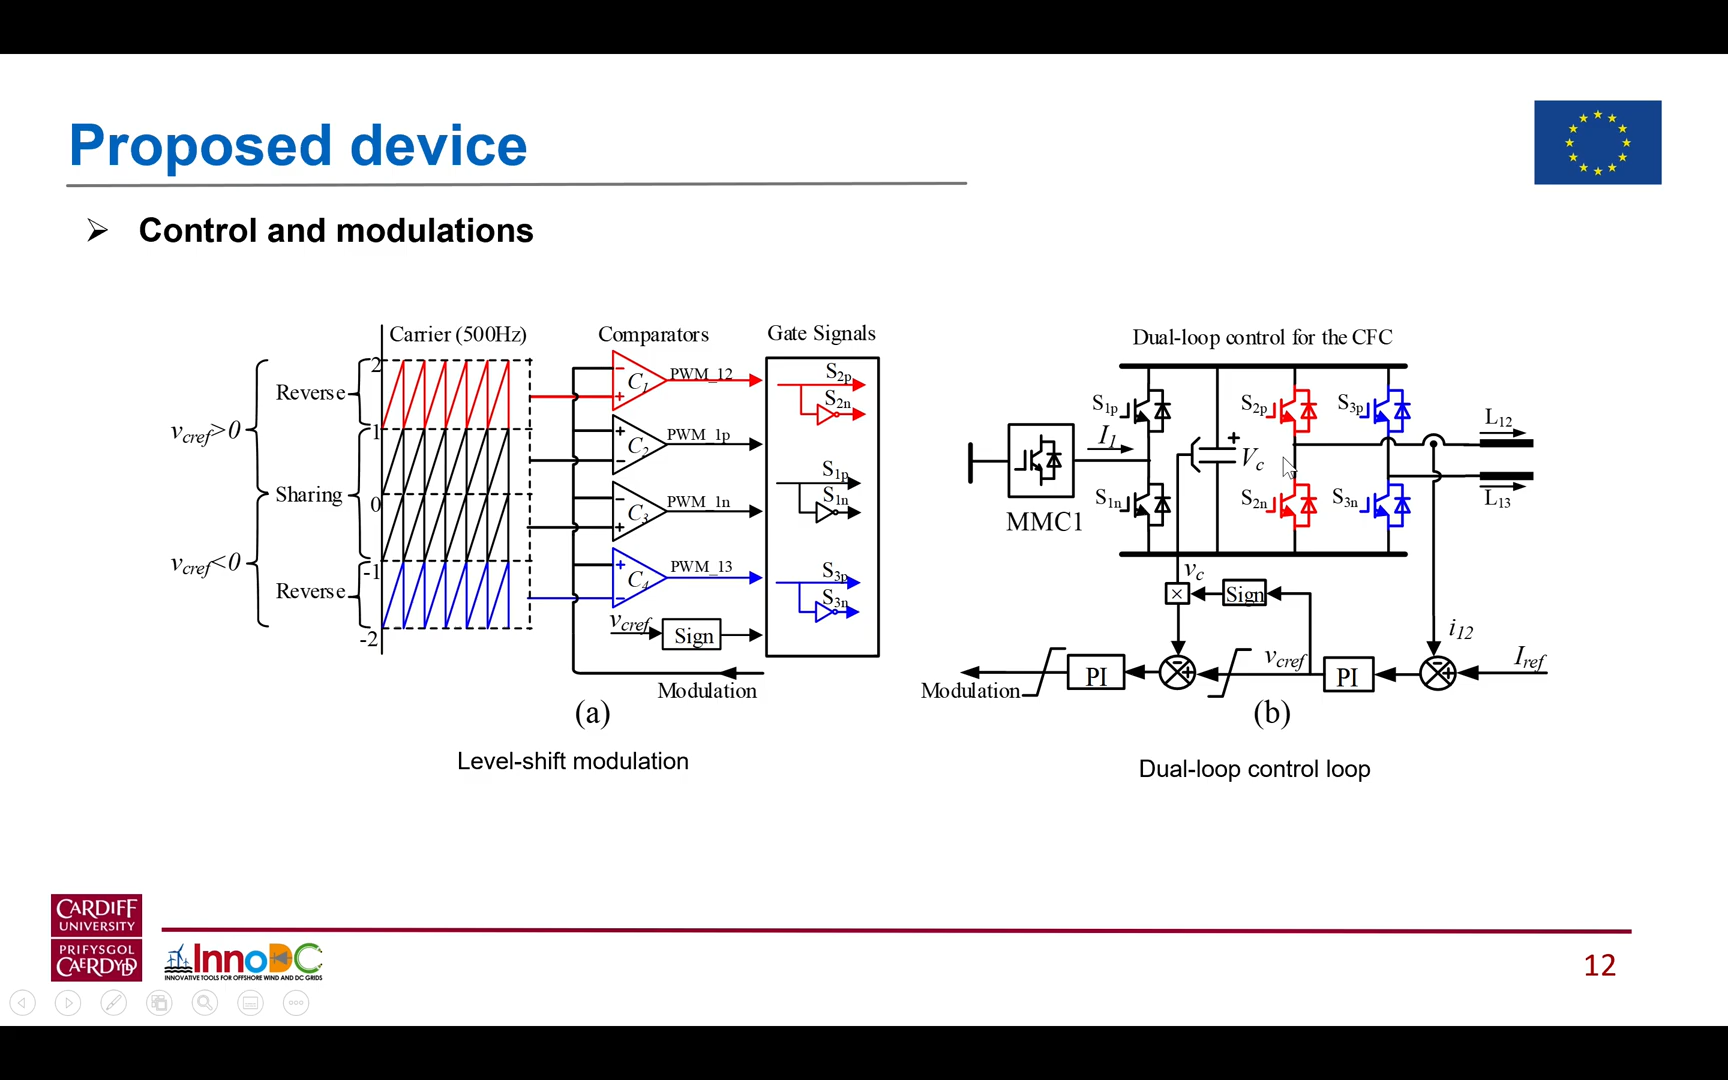 Proposed device
➢ Control and modulations
Carrier (500Hz)
Comparators
Gate Signals
2
Reverse
1
vcref>0
Sharing
0
vcref<0
-1
Reverse
-2
C1
PWM_12
C2
PWM_1p
C3
PWM_1n
C4
PWM_13
vcref
Sign
S2p
S2n
S1p
S1n
S3p
S3n
Modulation
(a)
Level-shift modulation
Dual-loop control for the CFC
S1p
S2p
S3p
L12
I1
Vc
MMC1
S1n
S2n
S3n
L13
vc
×
Sign
i12
Iref
vcref
PI
PI
Modulation
(b)
Dual-loop control loop
CARDIFF
UNIVERSITY
PRIFYSGOL
CAERDYDD
InnoDC
INNOVATIVE TOOLS FOR OFFSHORE WIND AND DC GRIDS
12